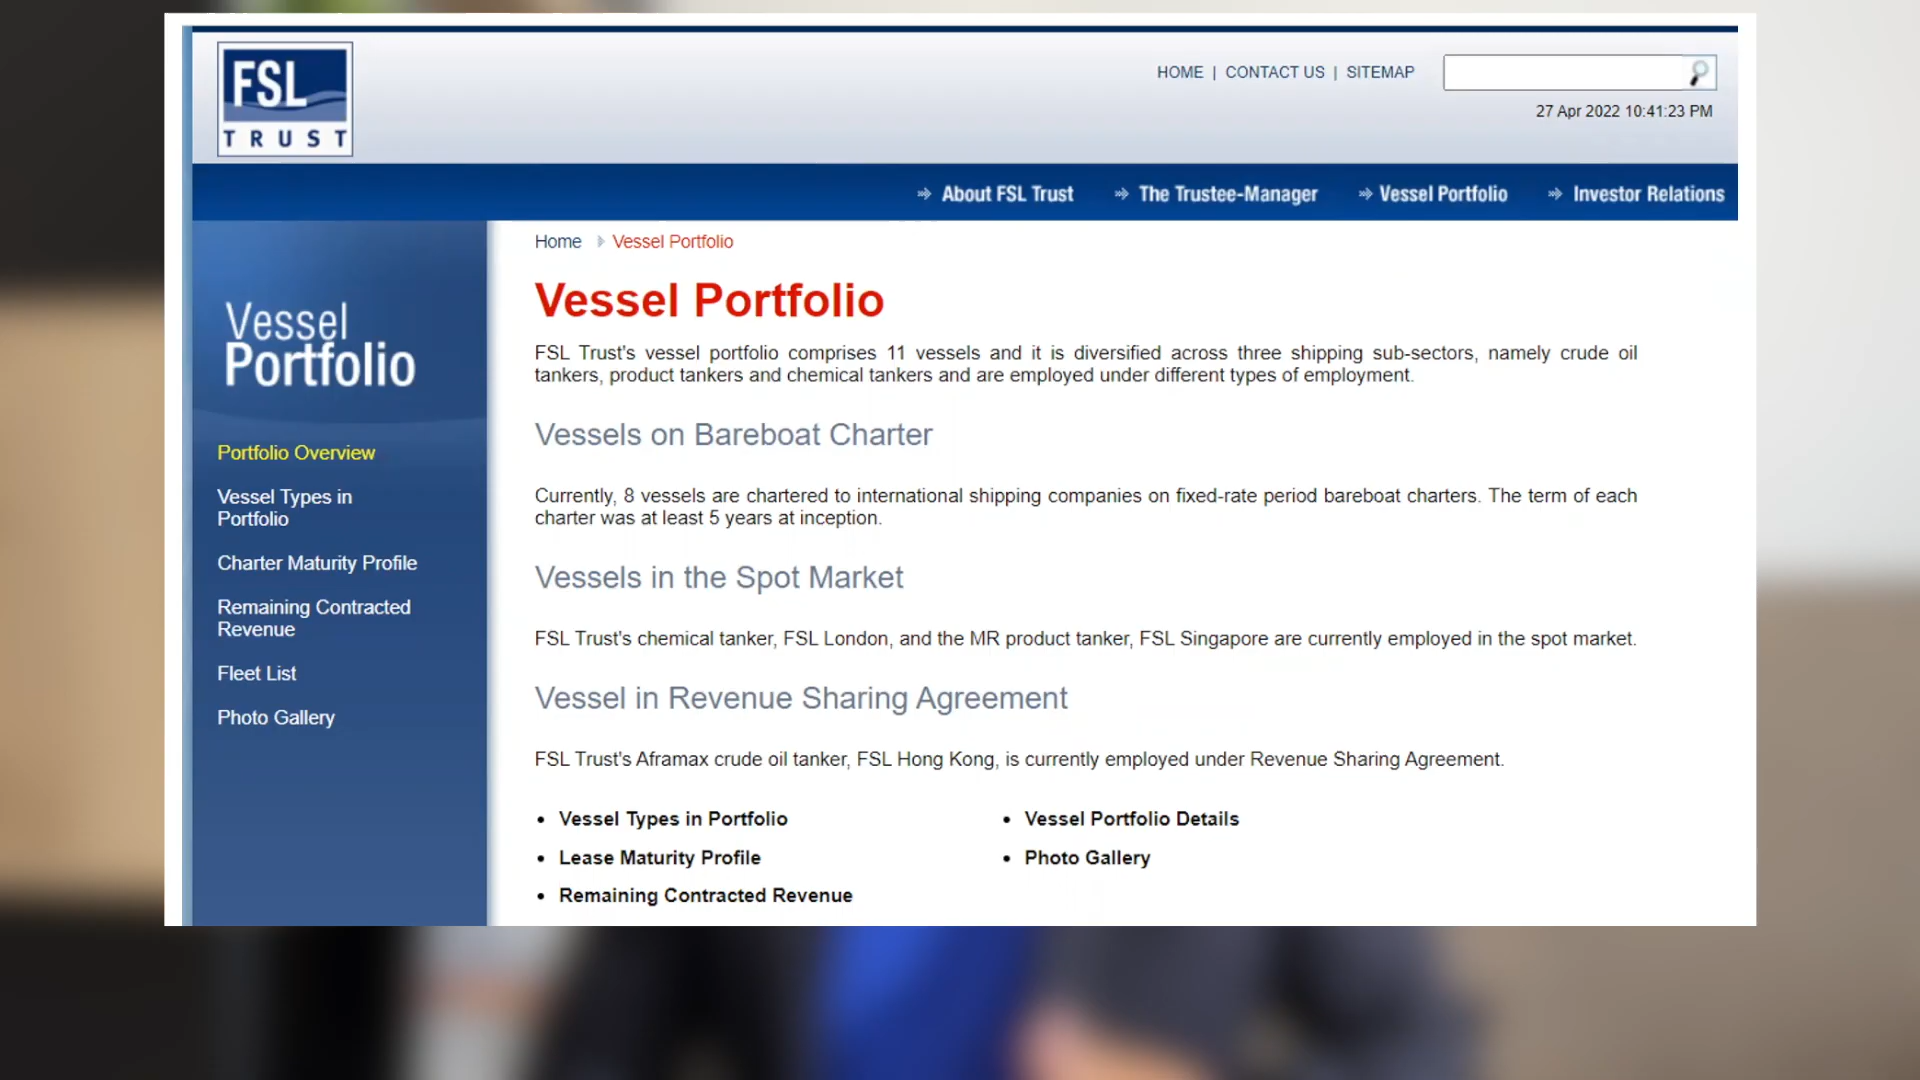 FSL
TRUST
HOME | CONTACT US | SITEMAP
27 Apr 2022 10:41:23 PM
About FSL Trust
The Trustee-Manager
Vessel Portfolio
Investor Relations
Vessel
Portfolio
Portfolio Overview
Vessel Types in
Portfolio
Charter Maturity Profile
Remaining Contracted
Revenue
Fleet List
Photo Gallery
Home Vessel Portfolio
Vessel Portfolio
FSL Trust's vessel portfolio comprises 11 vessels and it is diversified across three shipping sub-sectors, namely crude oil
tankers, product tankers and chemical tankers and are employed under different types of employment.
Vessels on Bareboat Charter
Currently, 8 vessels are chartered to international shipping companies on fixed-rate period bareboat charters. The term of each
charter was at least 5 years at inception.
Vessels in the Spot Market
FSL Trust's chemical tanker, FSL London, and the MR product tanker, FSL Singapore are currently employed in the spot market.
Vessel in Revenue Sharing Agreement
FSL Trust's Aframax crude oil tanker, FSL Hong Kong, is currently employed under Revenue Sharing Agreement.
• Vessel Types in Portfolio
• Lease Maturity Profile
• Remaining Contracted Revenue
• Vessel Portfolio Details
• Photo Gallery